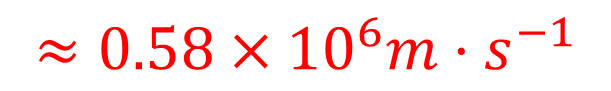 ≈ 0.58 × 10⁶m · s⁻¹